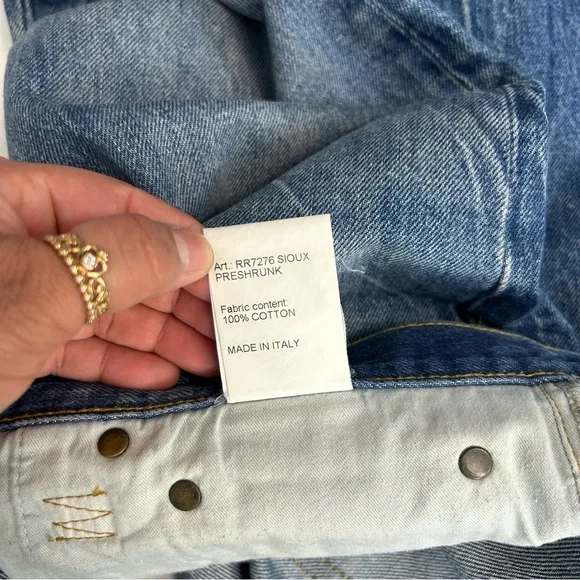 Art.: RR7276 SIOUX
PRESHRUNK
Fabric content:
100% COTTON
MADE IN ITALY